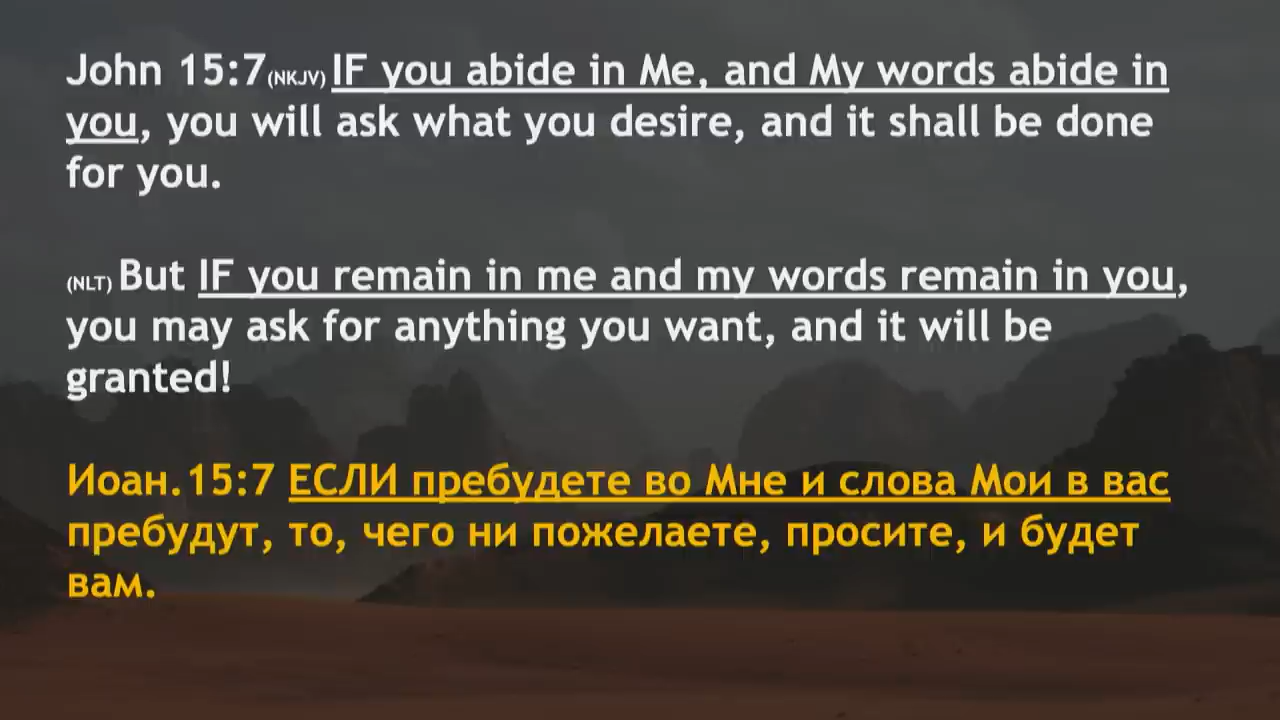 John 15:7(NKJV) IF you abide in Me, and My words abide in
you, you will ask what you desire, and it shall be done
for you.
(NLT) But IF you remain in me and my words remain in you,
you may ask for anything you want, and it will be
granted!
Иоан.15:7 ЕСЛИ пребудете во Мне и слова Мои в вас
пребудут, то, чего ни пожелаете, просите, и будет
вам.